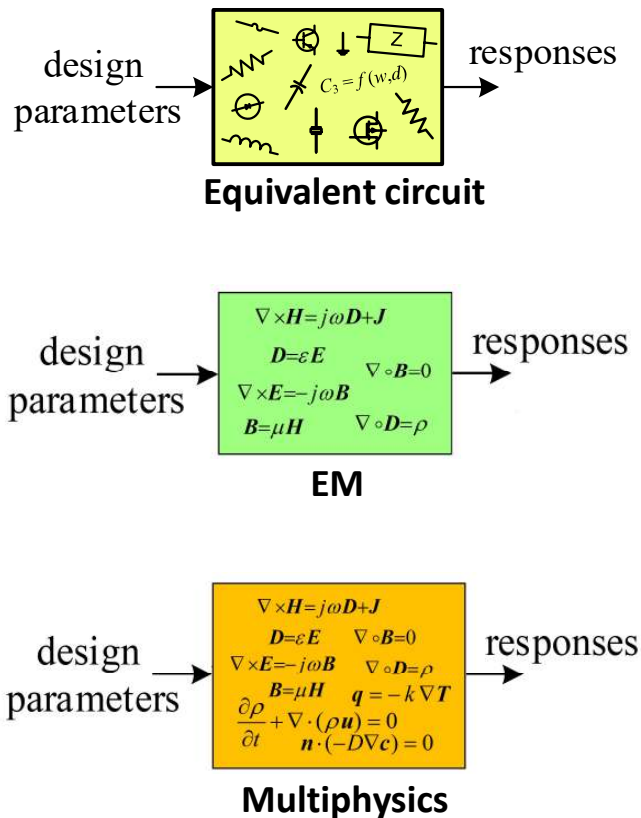 design
parameters
Z
C₃ = f(w,d)
responses
Equivalent circuit
design
parameters
∇×H=jωD+J
D=εE
∇∘B=0
∇×E=−jωB
B=μH ∇∘D=ρ
responses
EM
design
parameters
∇×H=jωD+J
D=εE ∇∘B=0
∇×E=−jωB ∇∘D=ρ
B=μH q=−k∇T
∂ρ/∂t + ∇·(ρu) = 0
n·(−D∇c) = 0
responses
Multiphysics